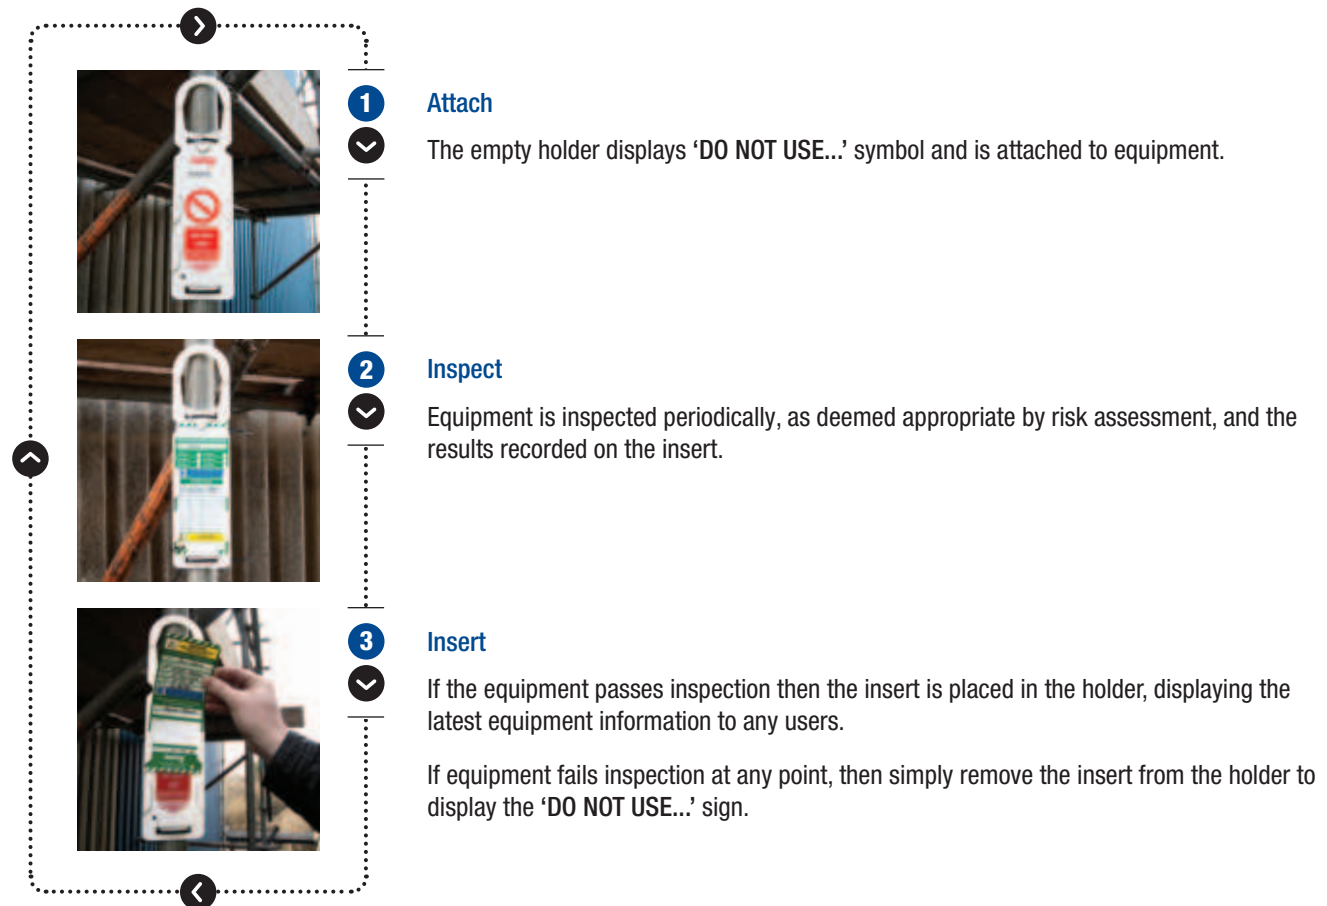 1
Attach
The empty holder displays ‘DO NOT USE...’ symbol and is attached to equipment.
2
Inspect
Equipment is inspected periodically, as deemed appropriate by risk assessment, and the
results recorded on the insert.
3
Insert
If the equipment passes inspection then the insert is placed in the holder, displaying the
latest equipment information to any users.
If equipment fails inspection at any point, then simply remove the insert from the holder to
display the ‘DO NOT USE...’ sign.